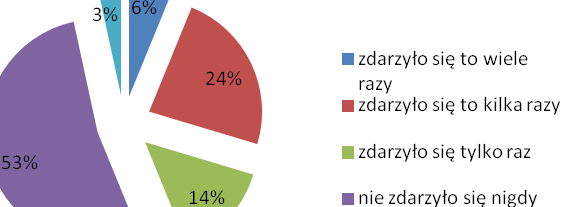 3%
6%
24%
53%
14%
zdarzyło się to wiele
razy
zdarzyło się to kilka razy
zdarzyło się tylko raz
nie zdarzyło się nigdy